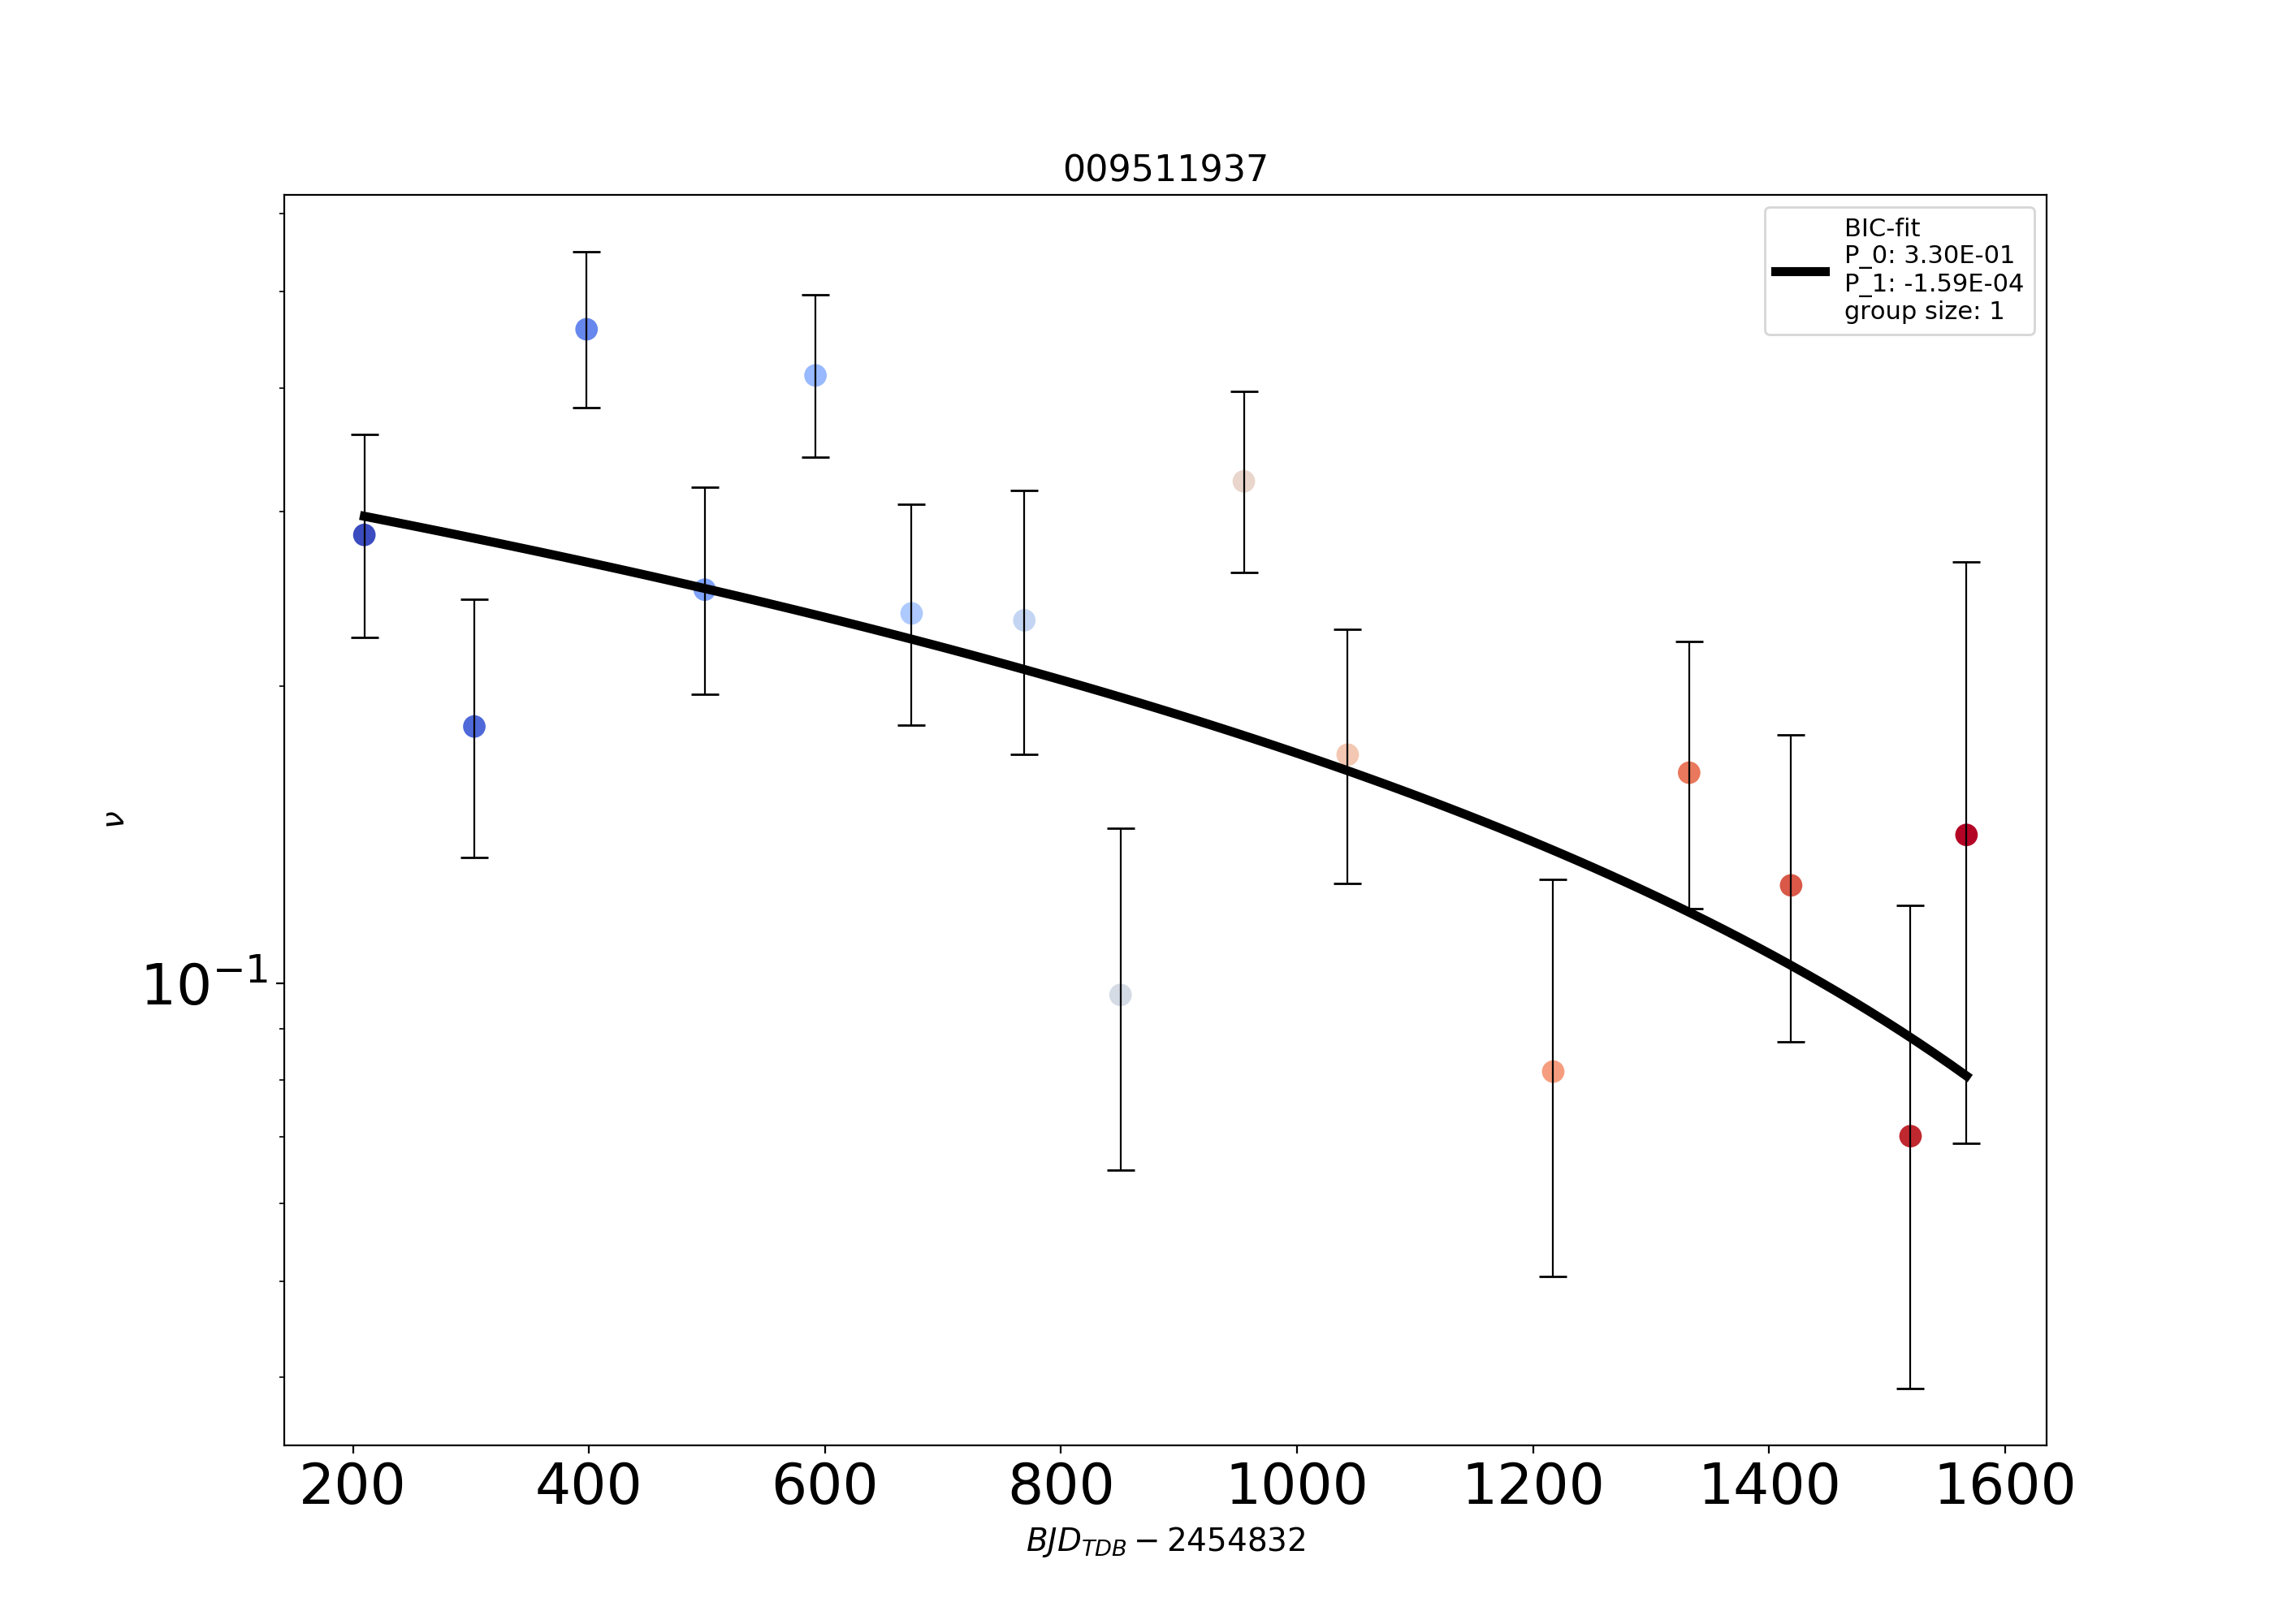 009511937
BIC-fit
P_0: 3.30E-01
P_1: -1.59E-04
group size: 1
ν
10⁻¹
200 400 600 800 1000 1200 1400 1600
BJD_TDB − 2454832